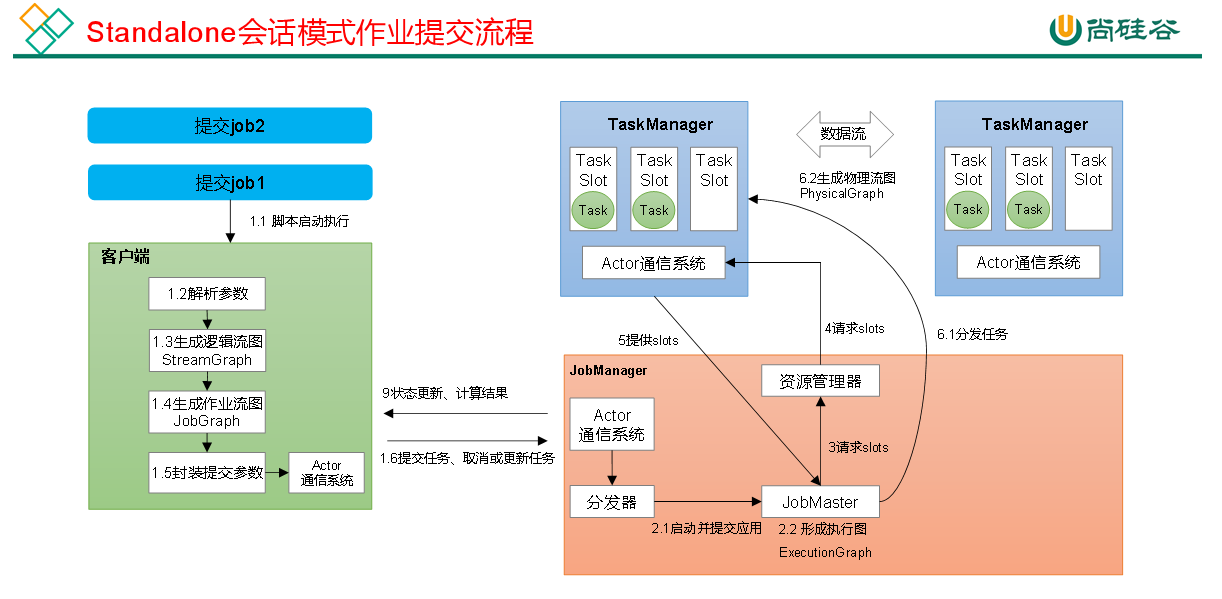 Standalone会话模式作业提交流程
尚硅谷
提交job2
提交job1
1.1 脚本启动执行
客户端
1.2解析参数
1.3生成逻辑流图
StreamGraph
1.4生成作业流图
JobGraph
1.5封装提交参数
Actor
通信系统
9状态更新、计算结果
1.6提交任务、取消或更新任务
TaskManager
Task
Slot
Task
Task
Slot
Task
Task
Slot
Actor通信系统
数据流
6.2生成物理流图
PhysicalGraph
TaskManager
Task
Slot
Task
Task
Slot
Task
Task
Slot
Actor通信系统
5提供slots
4请求slots
6.1分发任务
JobManager
资源管理器
Actor
通信系统
3请求slots
分发器
JobMaster
2.1启动并提交应用
2.2 形成执行图
ExecutionGraph